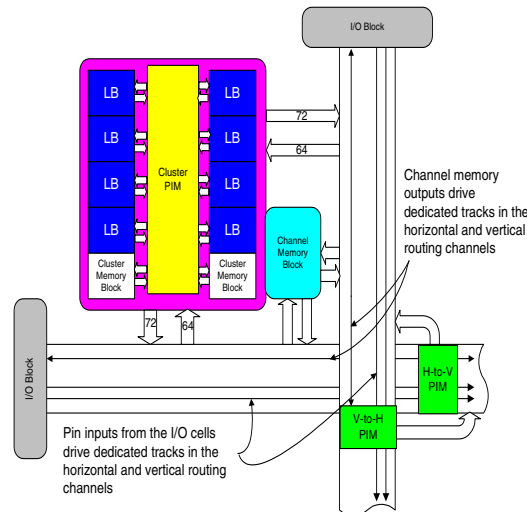 I/O Block
LB
LB
LB
LB
Cluster
Memory
Block
Cluster
PIM
LB
LB
LB
LB
Cluster
Memory
Block
72
64
Channel
Memory
Block
Channel memory
outputs drive
dedicated tracks in the
horizontal and vertical
routing channels
72
64
I/O Block
H-to-V
PIM
V-to-H
PIM
Pin inputs from the I/O cells
drive dedicated tracks in the
horizontal and vertical routing
channels